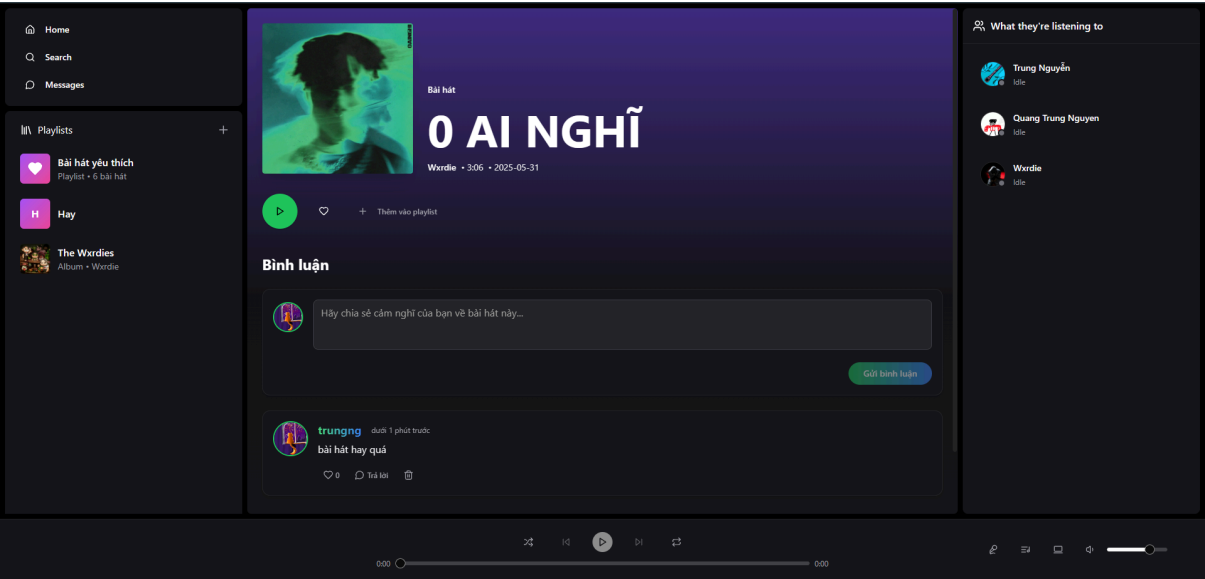 Home
Search
Messages
Playlists
Bài hát yêu thích
Playlist • 6 bài hát
H
Hay
The Wxrdies
Album • Wxrdie
Bài hát
0 AI NGHĨ
Wxrdie • 3:06 • 2025-05-31
Thêm vào playlist
Bình luận
Hãy chia sẻ cảm nghĩ của bạn về bài hát này...
Gửi bình luận
trungng dưới 1 phút trước
bài hát hay quá
0 Trả lời
What they're listening to
Trung Nguyễn
Idle
Quang Trung Nguyen
Idle
Wxrdie
Idle
0:00
0:00